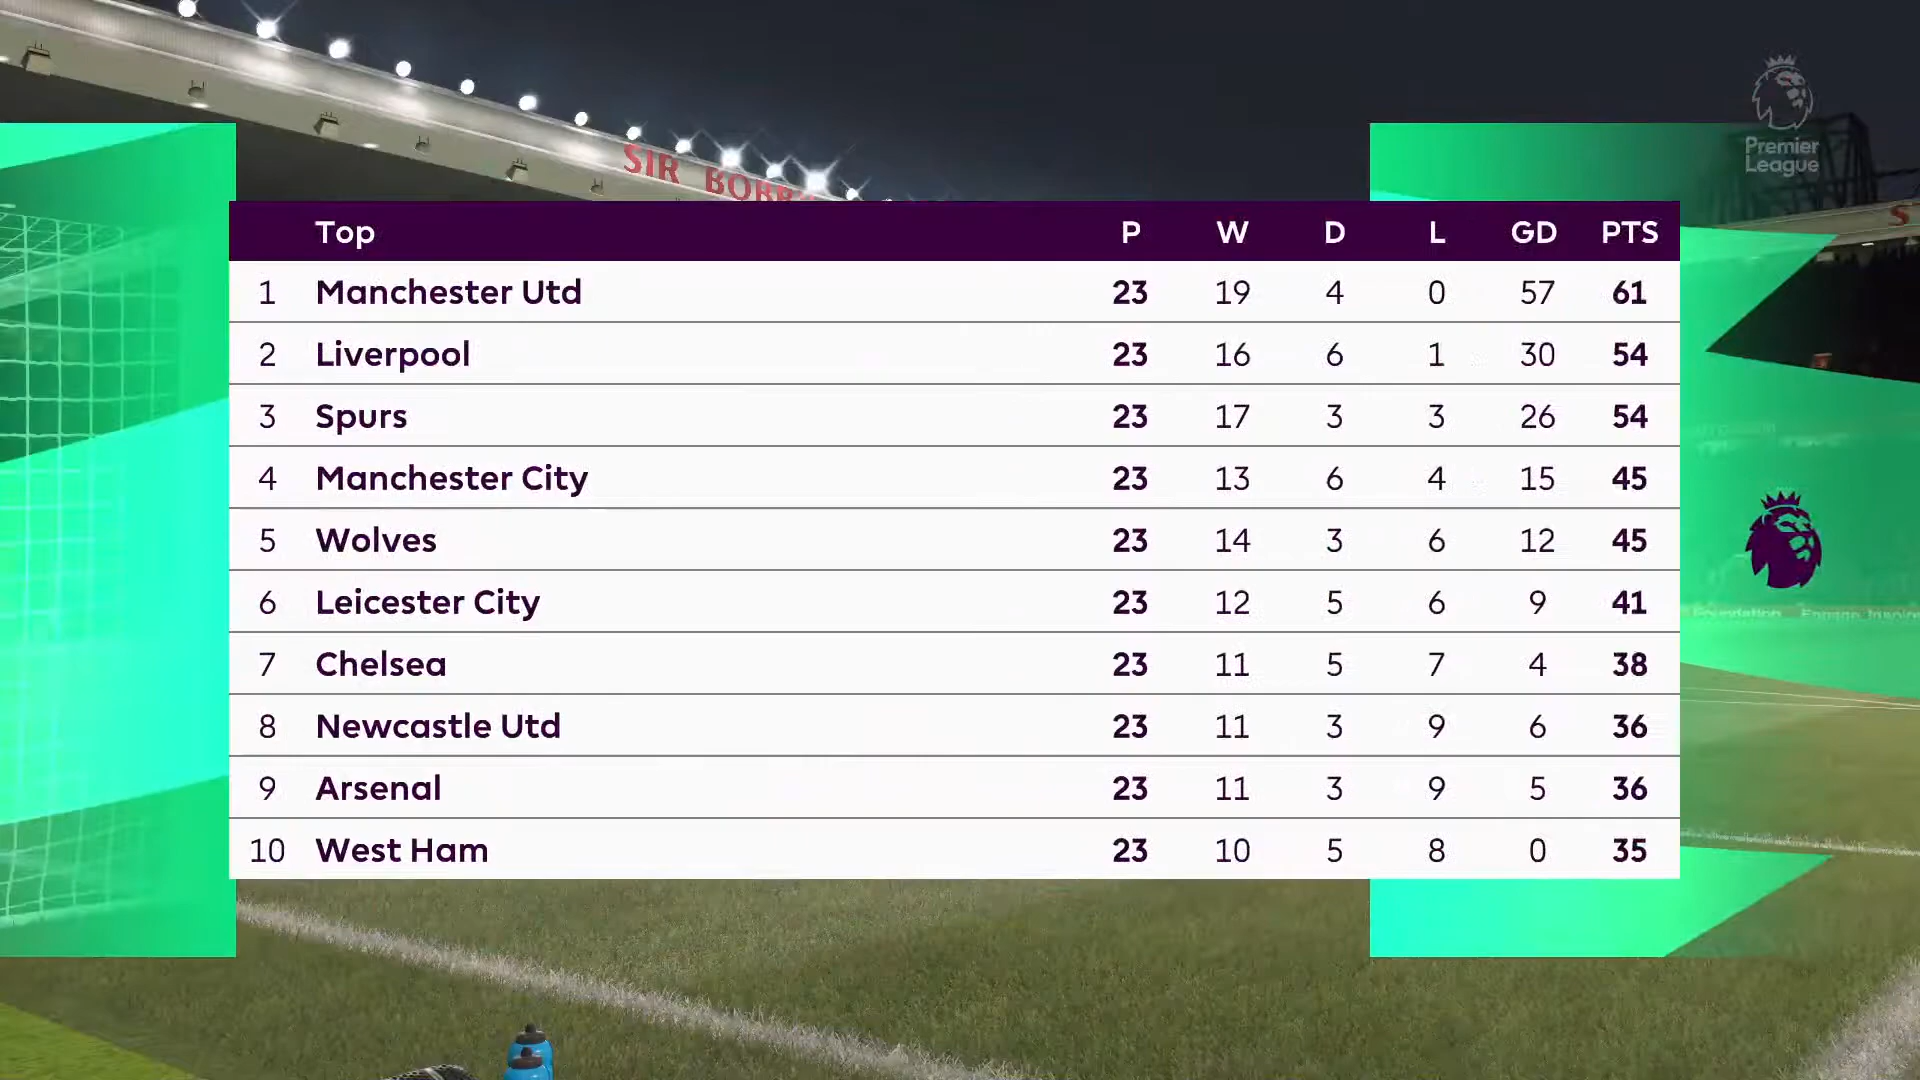 Premier
League
SIR BOBBY
Top P W D L GD PTS
1 Manchester Utd 23 19 4 0 57 61
2 Liverpool 23 16 6 1 30 54
3 Spurs 23 17 3 3 26 54
4 Manchester City 23 13 6 4 15 45
5 Wolves 23 14 3 6 12 45
6 Leicester City 23 12 5 6 9 41
7 Chelsea 23 11 5 7 4 38
8 Newcastle Utd 23 11 3 9 6 36
9 Arsenal 23 11 3 9 5 36
10 West Ham 23 10 5 8 0 35
Foundation Engage Inspire